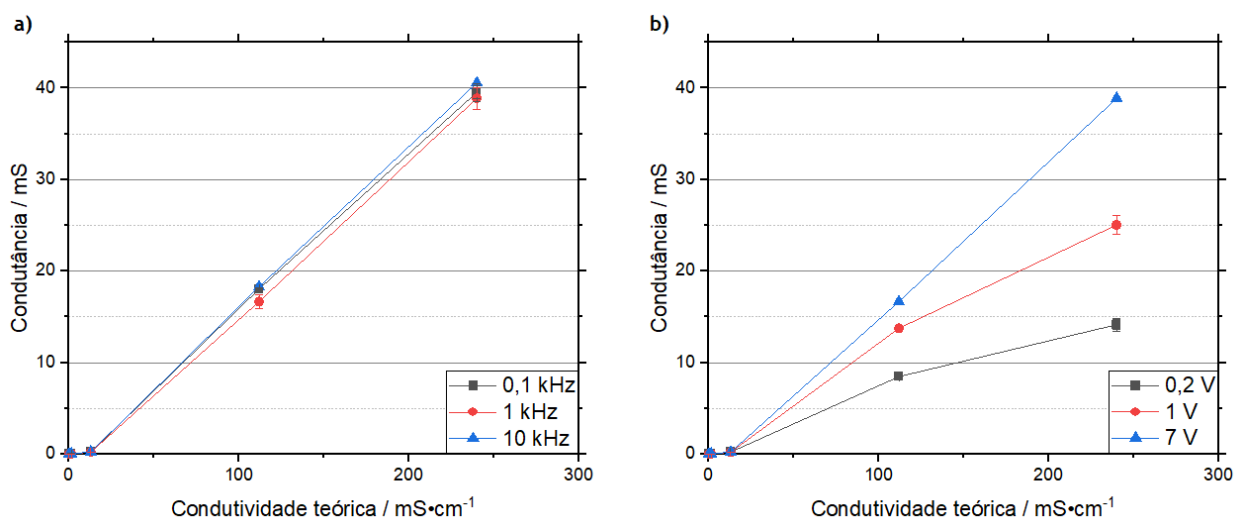 a)
Condutância / mS
40
30
20
10
0
0,1 kHz
1 kHz
10 kHz
0
100
200
300
Condutividade teórica / mS•cm⁻¹
b)
Condutância / mS
40
30
20
10
0
0,2 V
1 V
7 V
0
100
200
300
Condutividade teórica / mS•cm⁻¹